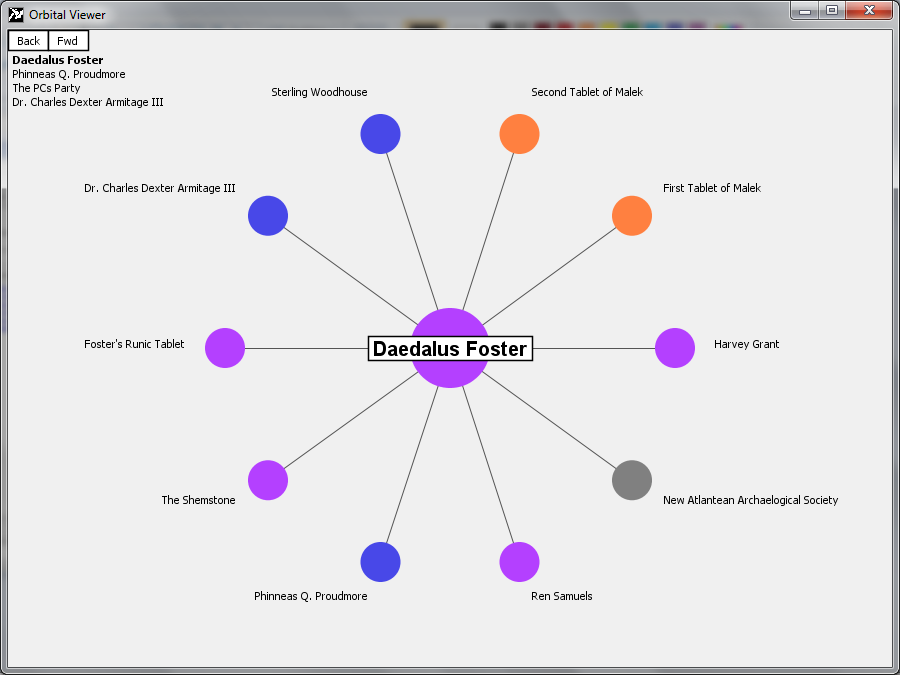 Orbital Viewer
Back Fwd
Daedalus Foster
Phinneas Q. Proudmore
The PCs Party
Dr. Charles Dexter Armitage III
Sterling Woodhouse
Second Tablet of Malek
Dr. Charles Dexter Armitage III
First Tablet of Malek
Foster's Runic Tablet
Daedalus Foster
Harvey Grant
The Shemstone
New Atlantean Archaelogical Society
Phinneas Q. Proudmore
Ren Samuels